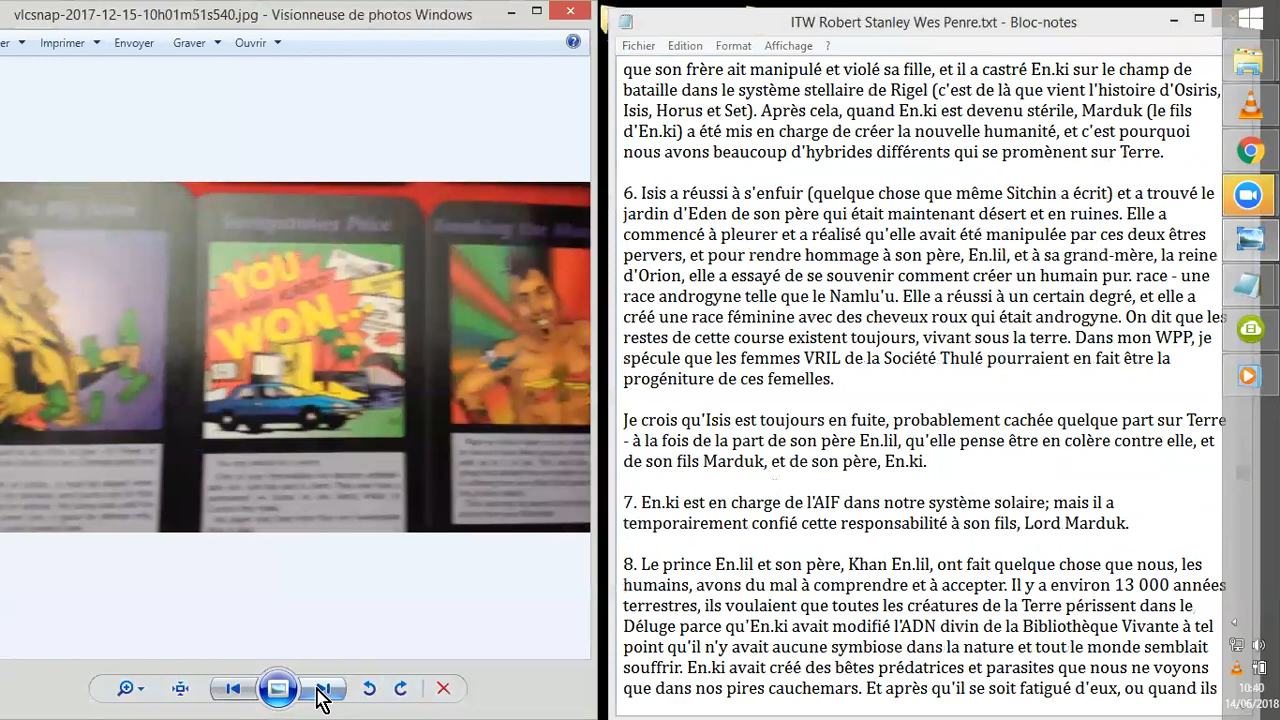 vlcsnap-2017-12-15-10h01m51s540.jpg - Visionneuse de photos Windows
Imprimer
Envoyer
Graver
Ouvrir
YOU
WON...
ITW Robert Stanley Wes Penre.txt - Bloc-notes
Fichier
Edition
Format
Affichage
?
que son frère ait manipulé et violé sa fille, et il a castré En.ki sur le champ de
bataille dans le système stellaire de Rigel (c'est de là que vient l'histoire d'Osiris,
Isis, Horus et Set). Après cela, quand En.ki est devenu stérile, Marduk (le fils
d'En.ki) a été mis en charge de créer la nouvelle humanité, et c'est pourquoi
nous avons beaucoup d'hybrides différents qui se promènent sur Terre.
6. Isis a réussi à s'enfuir (quelque chose que même Sitchin a écrit) et a trouvé le
jardin d'Eden de son père qui était maintenant désert et en ruines. Elle a
commencé à pleurer et a réalisé qu'elle avait été manipulée par ces deux êtres
pervers, et pour rendre hommage à son père, En.lil, et à sa grand-mère, la reine
d'Orion, elle a essayé de se souvenir comment créer un humain pur. race - une
race androgyne telle que le Namlu'u. Elle a réussi à un certain degré, et elle a
créé une race féminine avec des cheveux roux qui était androgyne. On dit que les
restes de cette course existent toujours, vivant sous la terre. Dans mon WPP, je
spécule que les femmes VRIL de la Société Thulé pourraient en fait être la
progéniture de ces femelles.
Je crois qu'Isis est toujours en fuite, probablement cachée quelque part sur Terre
- à la fois de la part de son père En.lil, qu'elle pense être en colère contre elle, et
de son fils Marduk, et de son père, En.ki.
7. En.ki est en charge de l'AIF dans notre système solaire; mais il a
temporairement confié cette responsabilité à son fils, Lord Marduk.
8. Le prince En.lil et son père, Khan En.lil, ont fait quelque chose que nous, les
humains, avons du mal à comprendre et à accepter. Il y a environ 13 000 années
terrestres, ils voulaient que toutes les créatures de la Terre périssent dans le
Déluge parce qu'En.ki avait modifié l'ADN divin de la Bibliothèque Vivante à tel
point qu'il n'y avait aucune symbiose dans la nature et tout le monde semblait
souffrir. En.ki avait créé des bêtes prédatrices et parasites que nous ne voyons
que dans nos pires cauchemars. Et après qu'il se soit fatigué d'eux, ou quand ils
10:40
14/06/2018